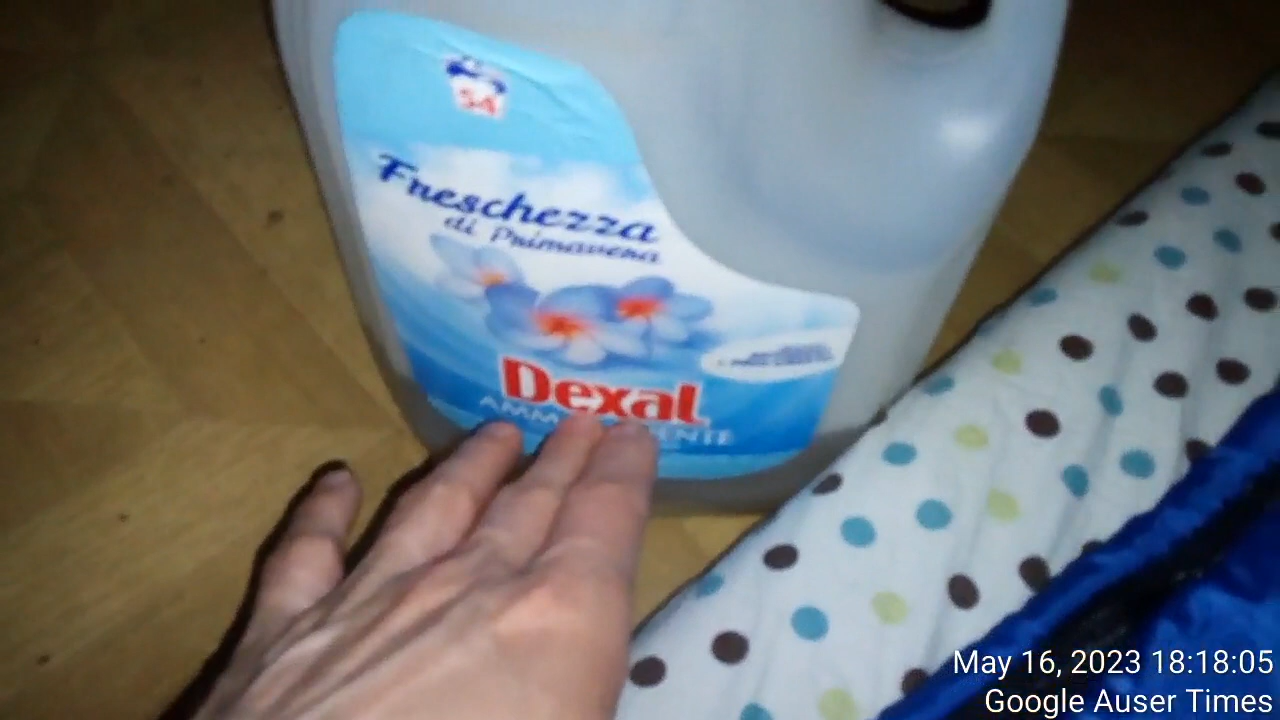 54
Freschezza
di Primavera
Dexal
May 16, 2023 18:18:05
Google Auser Times